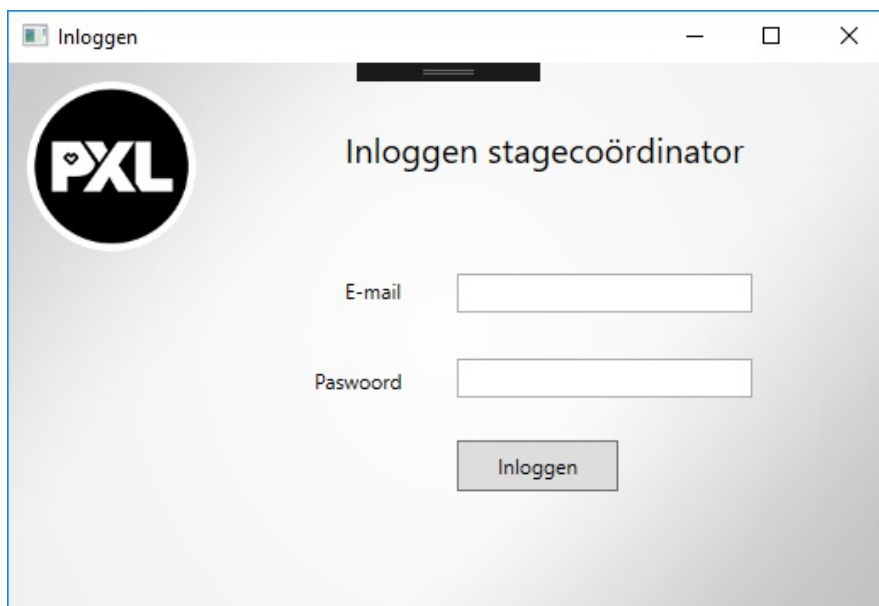 Inloggen
PXL
Inloggen stagecoördinator
E-mail
Paswoord
Inloggen